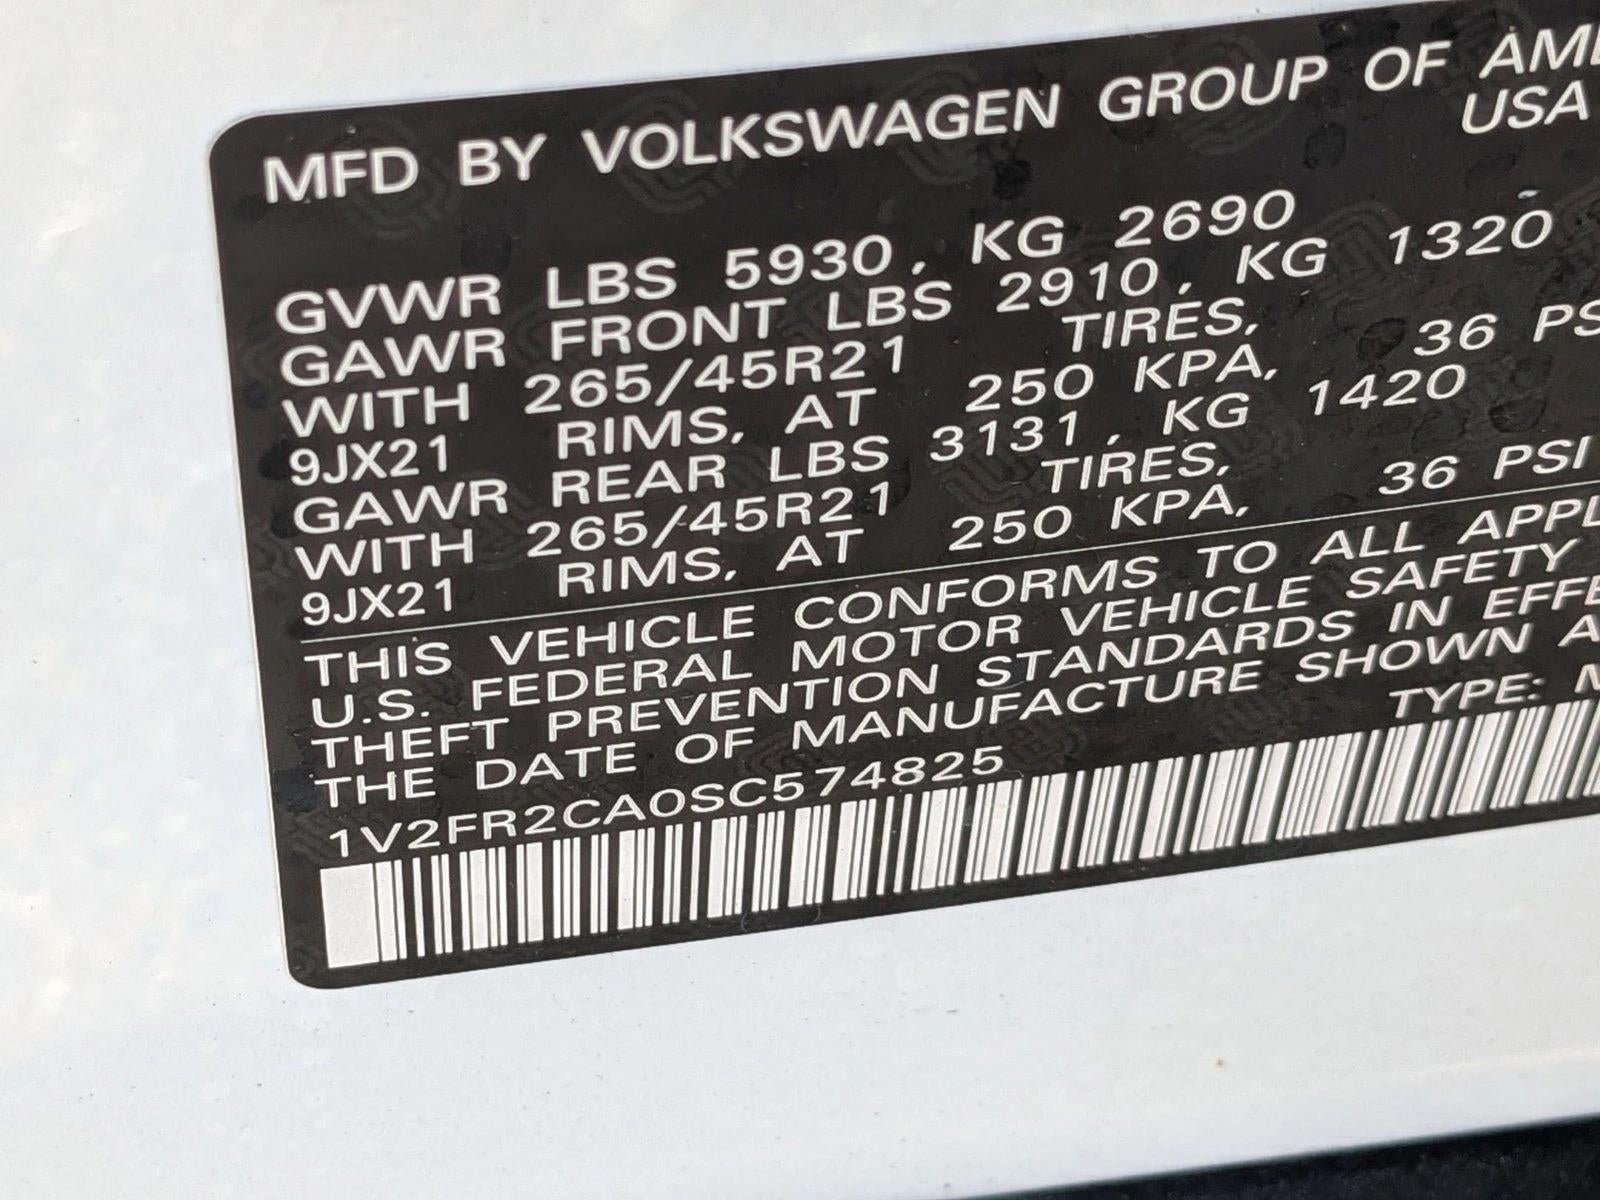 MFD BY VOLKSWAGEN GROUP OF AME
USA
GVWR LBS 5930, KG 2690
GAWR FRONT LBS 2910, KG 1320
WITH 265/45R21 TIRES,
9JX21 RIMS, AT 250 KPA, 36 PS
GAWR REAR LBS 3131, KG 1420
WITH 265/45R21 TIRES,
9JX21 RIMS, AT 250 KPA, 36 PSI
THIS VEHICLE CONFORMS TO ALL APPL
U.S. FEDERAL MOTOR VEHICLE SAFETY
THEFT PREVENTION STANDARDS IN EFFE
THE DATE OF MANUFACTURE SHOWN A
1V2FR2CA0SC574825 TYPE: